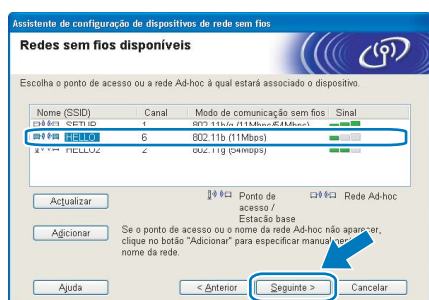 Assistente de configuração de dispositivos de rede sem fios
Redes sem fios disponíveis
Escolha o ponto de acesso ou a rede Ad-hoc à qual estará associado o dispositivo.
Nome (SSID) Canal Modo de comunicação sem fios Sinal
SETUP 1 802.11b/g (11Mbps/54Mbps)
HELLO 6 802.11b (11Mbps)
HELLO2 2 802.11g (54Mbps)
Ponto de acesso / Estação base
Rede Ad-hoc
Actualizar
Adicionar
Se o ponto de acesso ou o nome da rede Ad-hoc não aparecer,
clique no botão "Adicionar" para especificar
nome da rede.
Ajuda < Anterior Seguinte > Cancelar